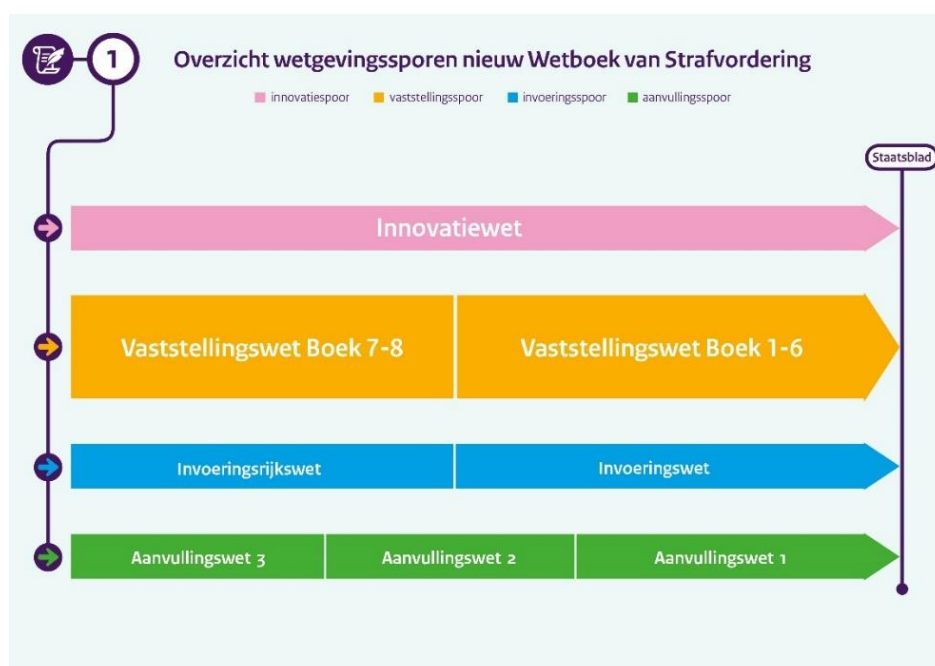 1
Overzicht wetgevingssporen nieuw Wetboek van Strafvordering
innovatiespoor vaststellingsspoor invoeringsspoor aanvullingsspoor
Staatsblad
Innovatiewet
Vaststellingswet Boek 7-8 Vaststellingswet Boek 1-6
Invoeringsrijkswet Invoeringswet
Aanvullingswet 3 Aanvullingswet 2 Aanvullingswet 1